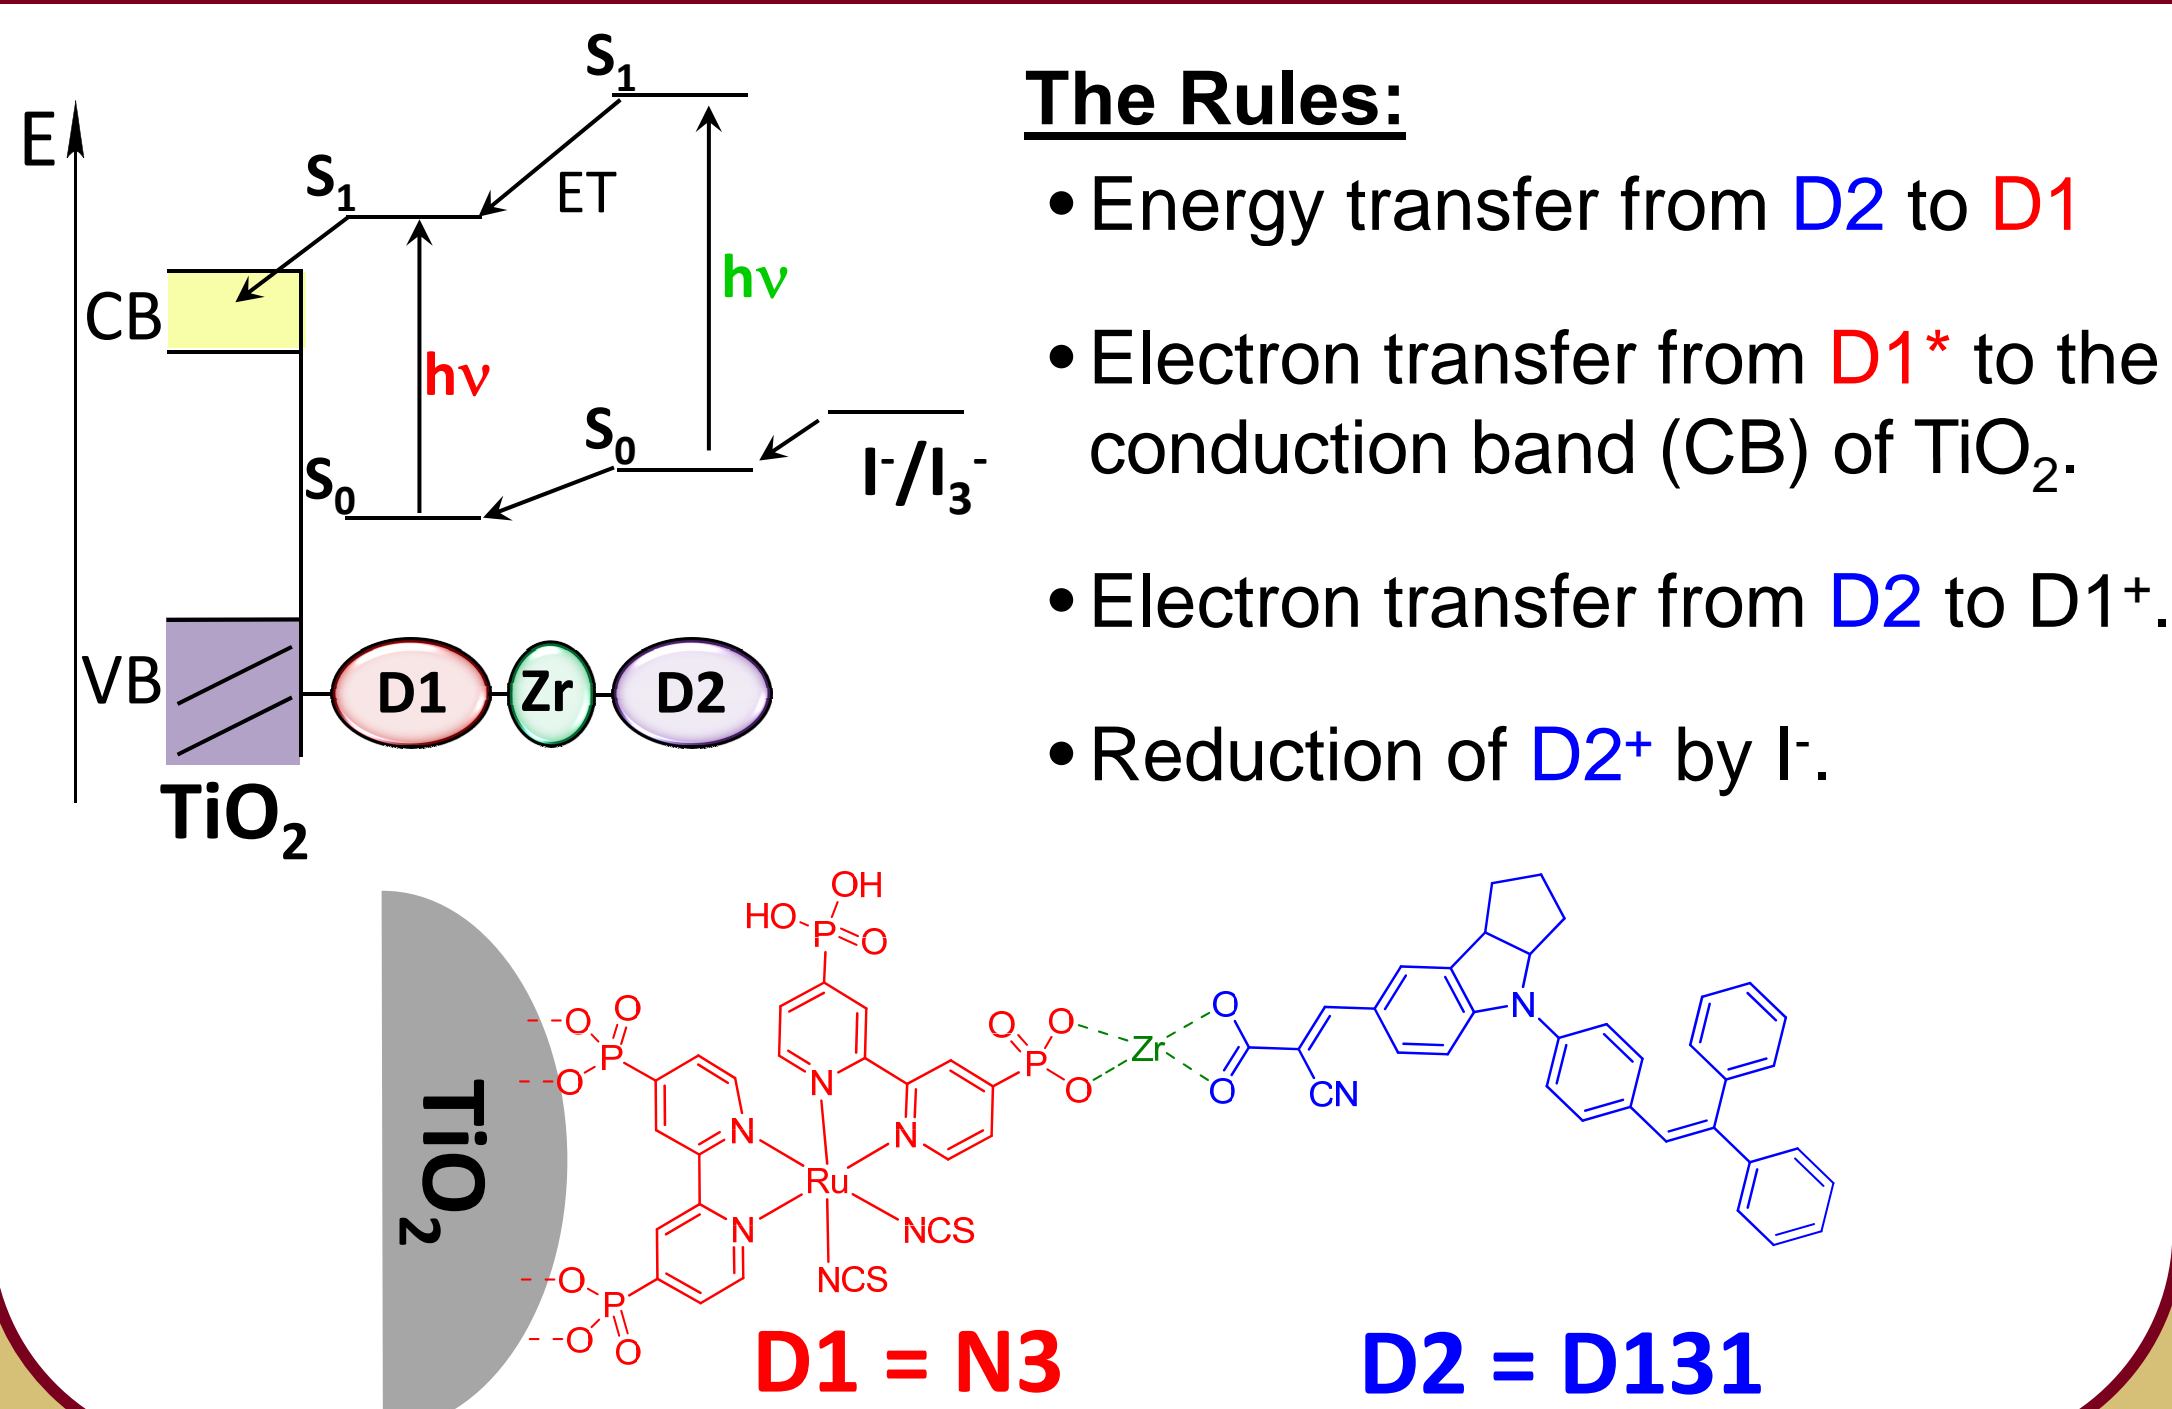 E
S₁
S₁
ET
CB
hν
hν
S₀
S₀
I⁻/I₃⁻
VB
D1
Zr
D2
TiO₂
The Rules:
• Energy transfer from D2 to D1
• Electron transfer from D1* to the
conduction band (CB) of TiO₂.
• Electron transfer from D2 to D1⁺.
• Reduction of D2⁺ by I⁻.
OH
HO
P
O
O
O
O
P
N
N
N
N
Ru
NCS
NCS
O
O
P
O
O
O
P
O
Zr
O
O
CN
N
TiO₂
D1 = N3
D2 = D131